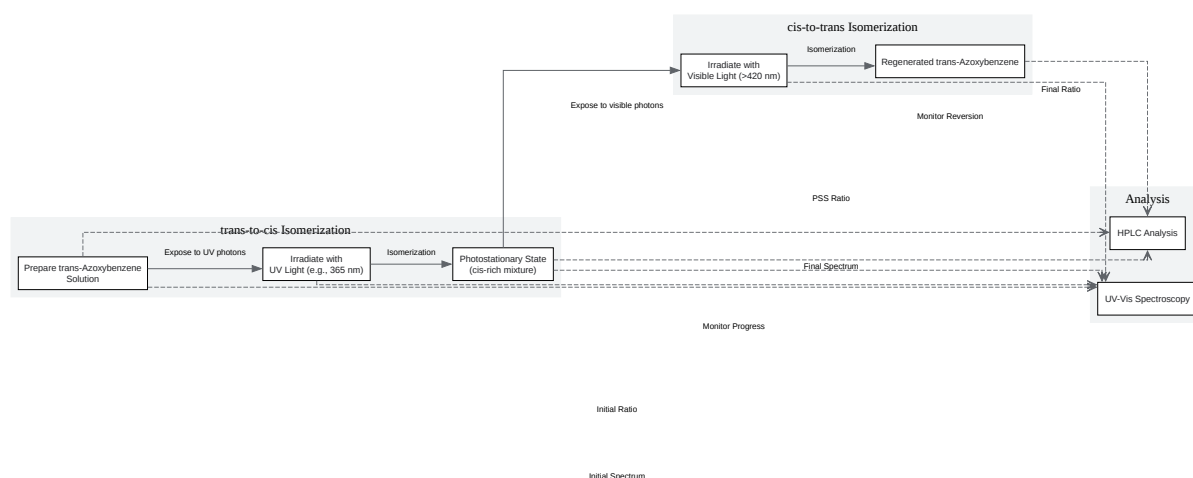 cis-to-trans Isomerization
Isomerization
Irradiate with
Visible Light (>420 nm)
Regenerated trans-Azoxybenzene
Final Ratio
Expose to visible photons
Monitor Reversion
PSS Ratio
Analysis
trans-to-cis Isomerization
HPLC Analysis
Expose to UV photons
Isomerization
Prepare trans-Azoxybenzene
Solution
Irradiate with
UV Light (e.g., 365 nm)
Photostationary State
(cis-rich mixture)
Final Spectrum
UV-Vis Spectroscopy
Monitor Progress
Initial Ratio
Initial Spectrum